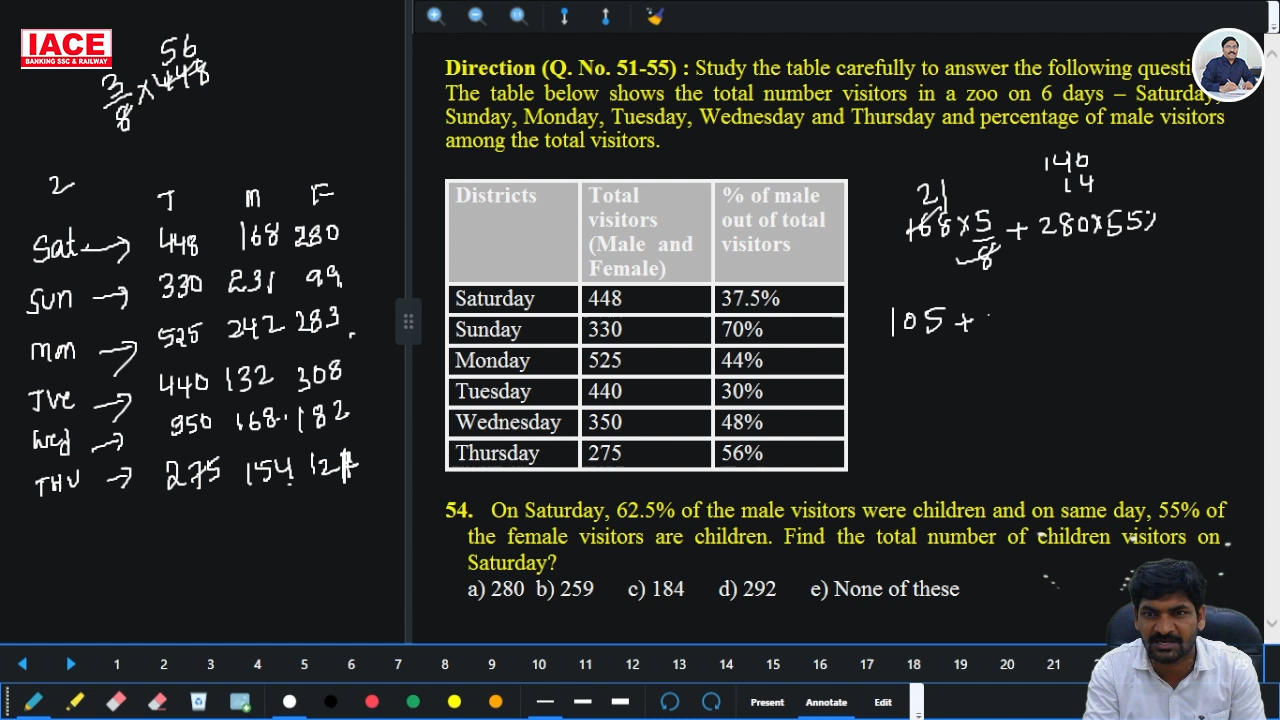 IACE
BANKING SSC & RAILWAY
3/8 × 448
56
2
T M F
Sat → 448 168 280
Sun → 330 231 99
Mon → 525 242 283
Tve → 440 132 308
Wed → 350 168 182
THU → 275 154 121
Direction (Q. No. 51-55) : Study the table carefully to answer the following
The table below shows the total number visitors in a zoo on 6 days – Saturday,
Sunday, Monday, Tuesday, Wednesday and Thursday and percentage of male visitors
among the total visitors.
Districts Total visitors (Male and Female) % of male out of total visitors
Saturday 448 37.5%
Sunday 330 70%
Monday 525 44%
Tuesday 440 30%
Wednesday 350 48%
Thursday 275 56%
140
14
21
168 × 5/8 + 280 × 55%
105 +
54. On Saturday, 62.5% of the male visitors were children and on same day, 55% of
the female visitors are children. Find the total number of children visitors on
Saturday?
a) 280 b) 259 c) 184 d) 292 e) None of these
1 2 3 4 5 6 7 8 9 10 11 12 13 14 15 16 17 18 19 20 21 25
Present Annotate Edit